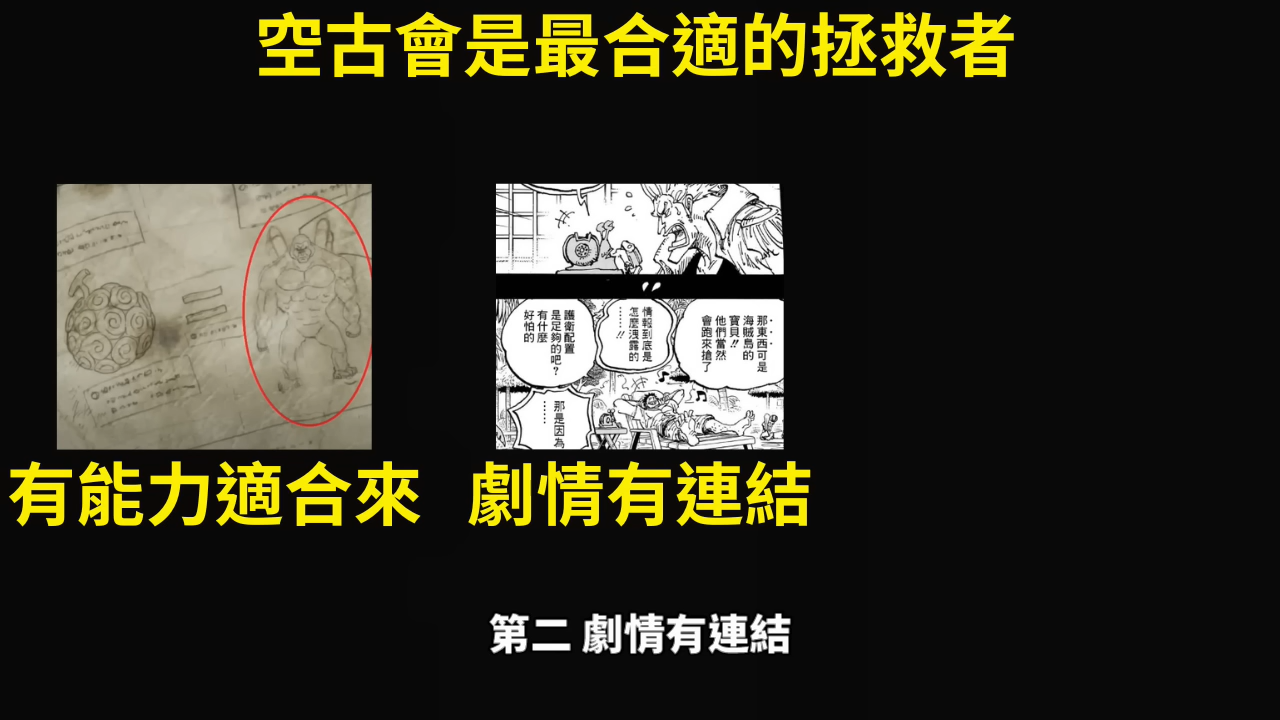 空古會是最合適的拯救者
那東西可是
海賊島的
寶貝!!
他們當然
會跑來搶了
情報到底是
怎麼洩露的
……!!
護衛配置
是足夠的吧?
有什麼
好怕的
那是因為
……
有能力適合來
劇情有連結
第二 劇情有連結